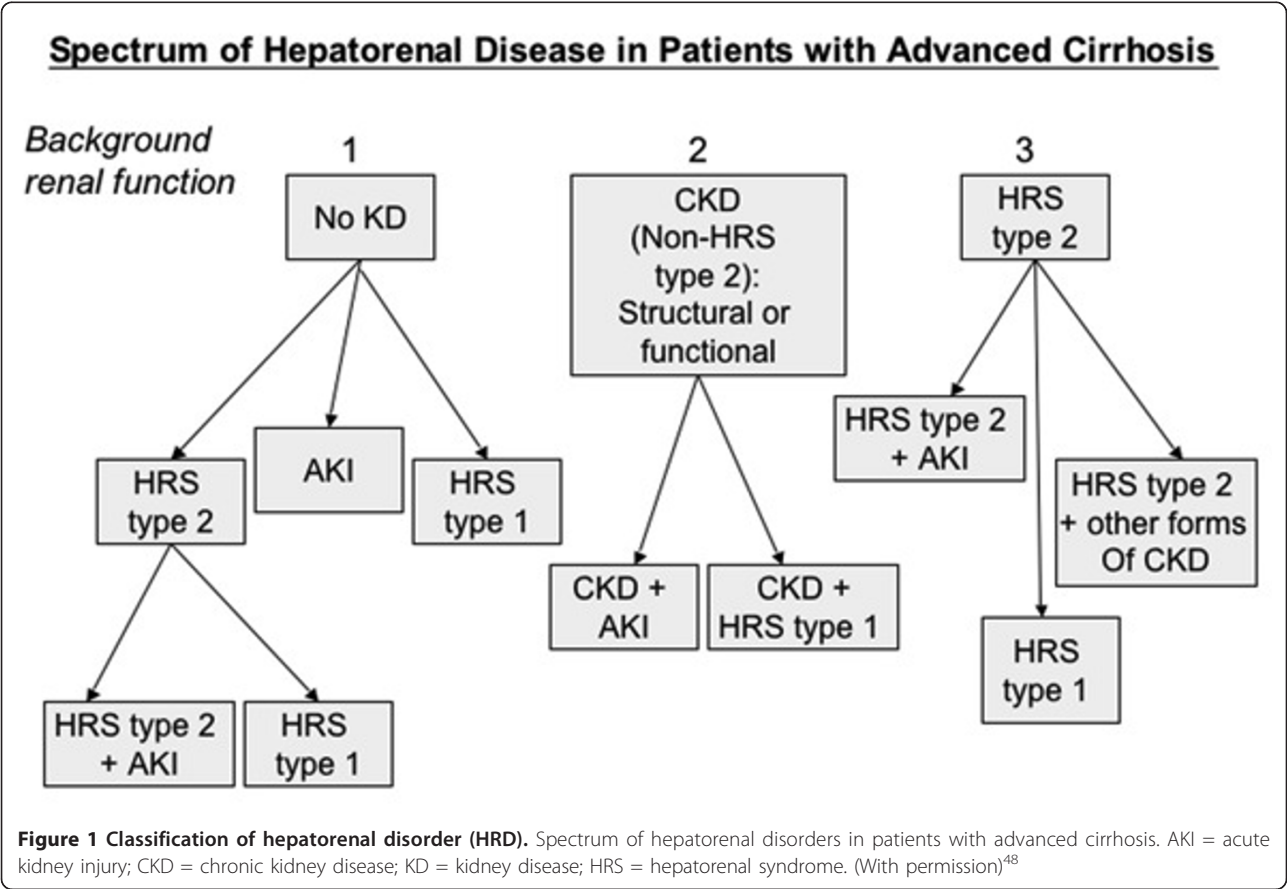 Spectrum of Hepatorenal Disease in Patients with Advanced Cirrhosis
Background
renal function
1
No KD
HRS
type 2
AKI
HRS
type 1
HRS type 2
+ AKI
HRS
type 1
2
CKD
(Non-HRS
type 2):
Structural or
functional
CKD +
AKI
CKD +
HRS type 1
3
HRS
type 2
HRS type 2
+ AKI
HRS type 2
+ other forms
Of CKD
HRS
type 1
Figure 1 Classification of hepatorenal disorder (HRD). Spectrum of hepatorenal disorders in patients with advanced cirrhosis. AKI = acute
kidney injury; CKD = chronic kidney disease; KD = kidney disease; HRS = hepatorenal syndrome. (With permission)48